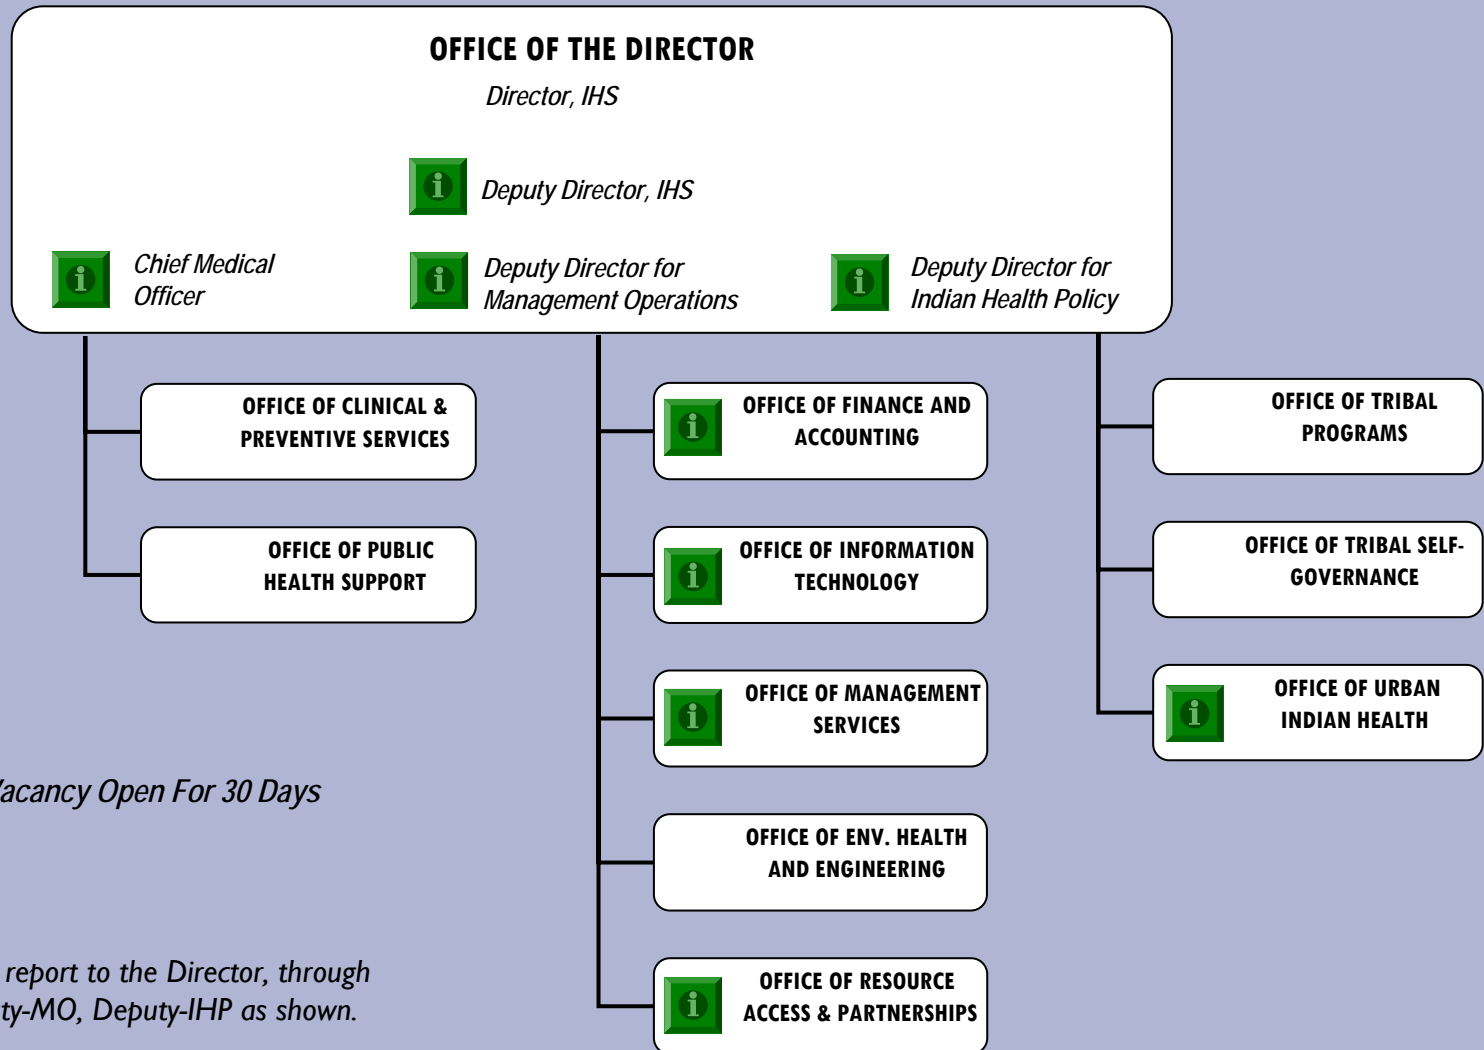 OFFICE OF THE DIRECTOR
Director, IHS
Deputy Director, IHS
Chief Medical
Officer
Deputy Director for
Management Operations
Deputy Director for
Indian Health Policy
OFFICE OF CLINICAL &
PREVENTIVE SERVICES
OFFICE OF PUBLIC
HEALTH SUPPORT
OFFICE OF FINANCE AND
ACCOUNTING
OFFICE OF INFORMATION
TECHNOLOGY
OFFICE OF MANAGEMENT
SERVICES
OFFICE OF ENV. HEALTH
AND ENGINEERING
OFFICE OF RESOURCE
ACCESS & PARTNERSHIPS
OFFICE OF TRIBAL
PROGRAMS
OFFICE OF TRIBAL SELF-
GOVERNANCE
OFFICE OF URBAN
INDIAN HEALTH
Vacancy Open For 30 Days
report to the Director, through
ty-MO, Deputy-IHP as shown.